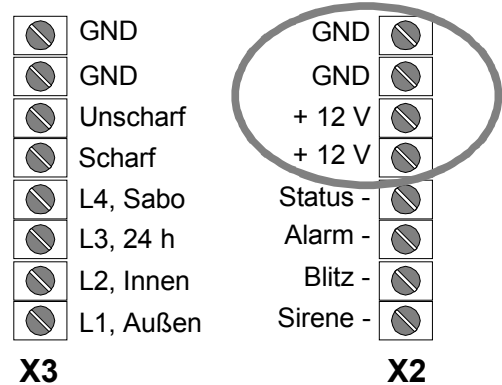 GND
GND
Unscharf
Scharf
L4, Sabo
L3, 24 h
L2, Innen
L1, Außen
X3
GND
GND
+ 12 V
+ 12 V
Status -
Alarm -
Blitz -
Sirene -
X2